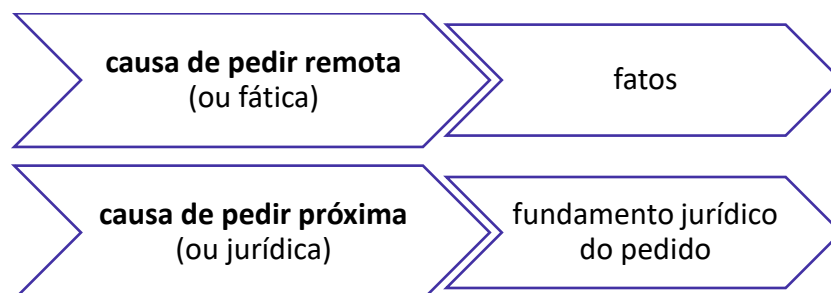 causa de pedir remota
(ou fática)
fatos
causa de pedir próxima
(ou jurídica)
fundamento jurídico
do pedido